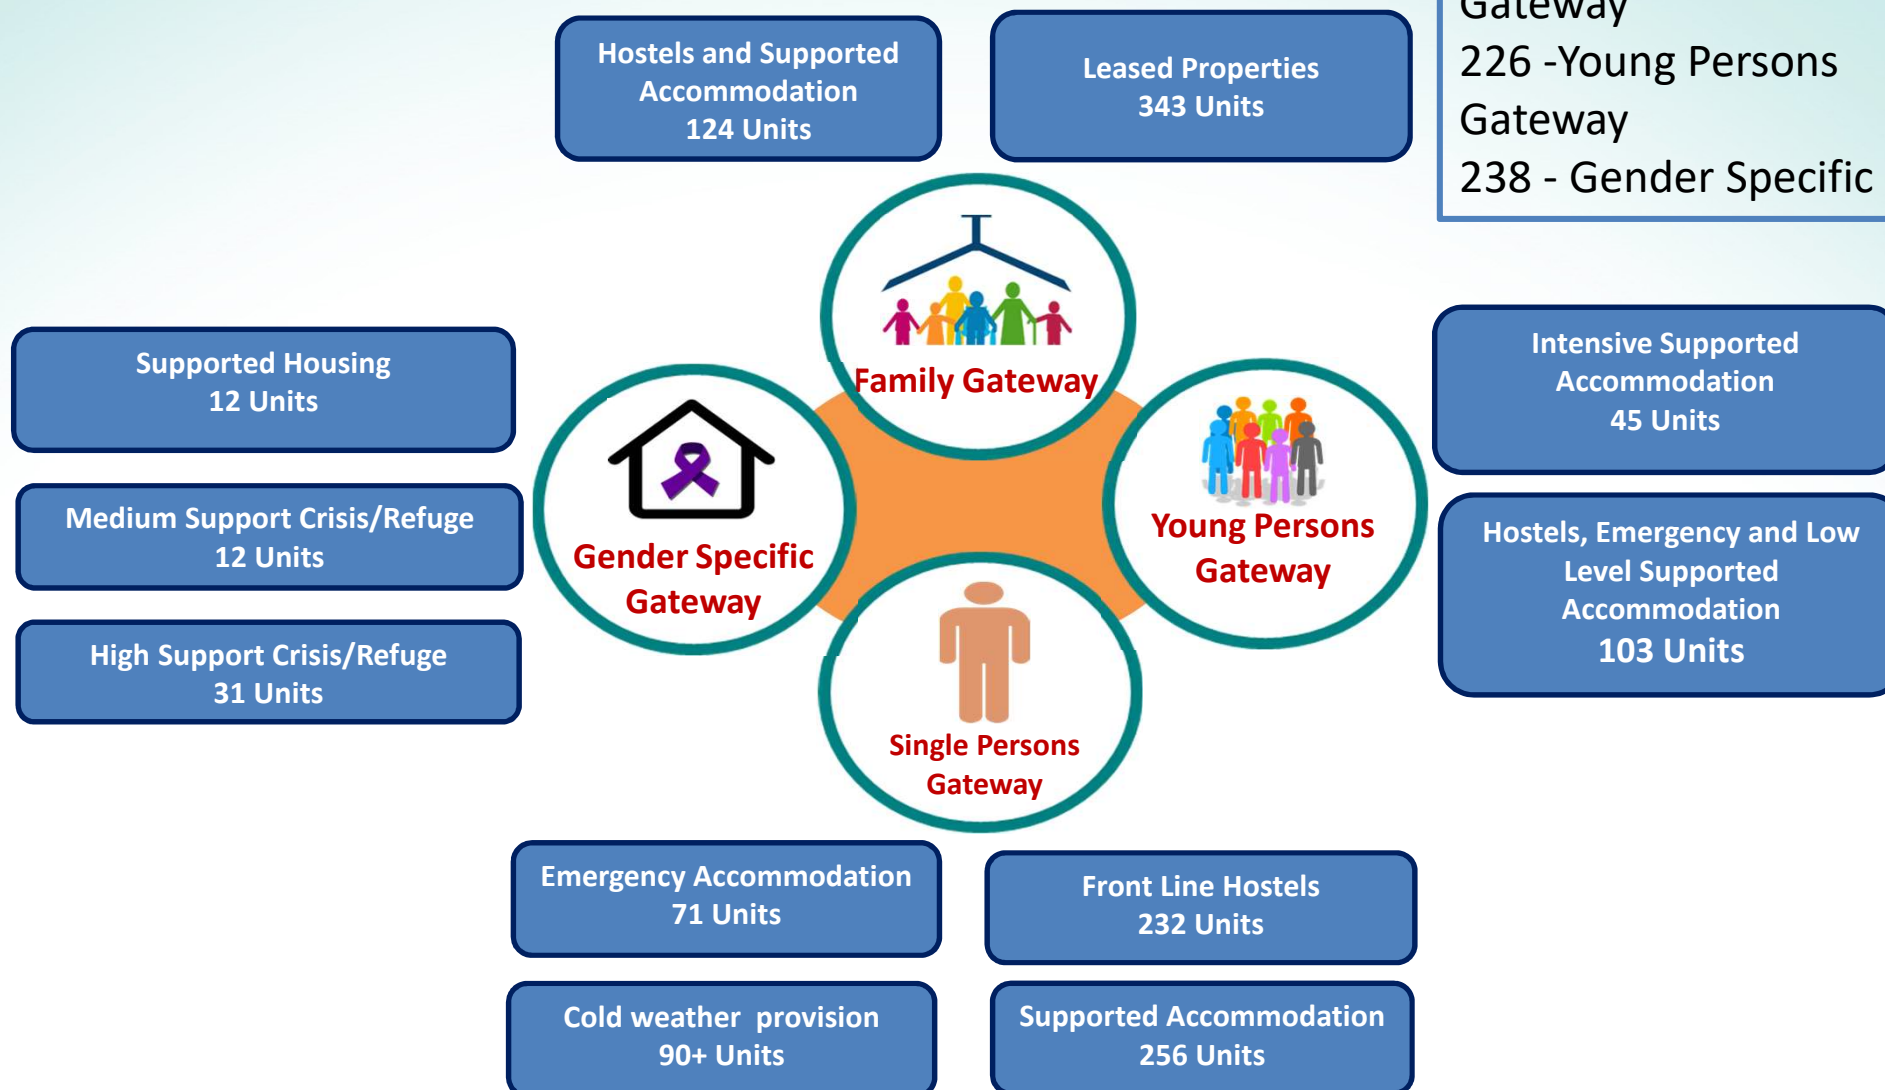 Gateway
226 -Young Persons
Gateway
238 - Gender Specific
Hostels and Supported
Accommodation
124 Units
Leased Properties
343 Units
Family Gateway
Supported Housing
12 Units
Medium Support Crisis/Refuge
12 Units
High Support Crisis/Refuge
31 Units
Gender Specific
Gateway
Young Persons
Gateway
Intensive Supported
Accommodation
45 Units
Hostels, Emergency and Low
Level Supported
Accommodation
103 Units
Single Persons
Gateway
Emergency Accommodation
71 Units
Front Line Hostels
232 Units
Cold weather  provision
90+ Units
Supported Accommodation
256 Units